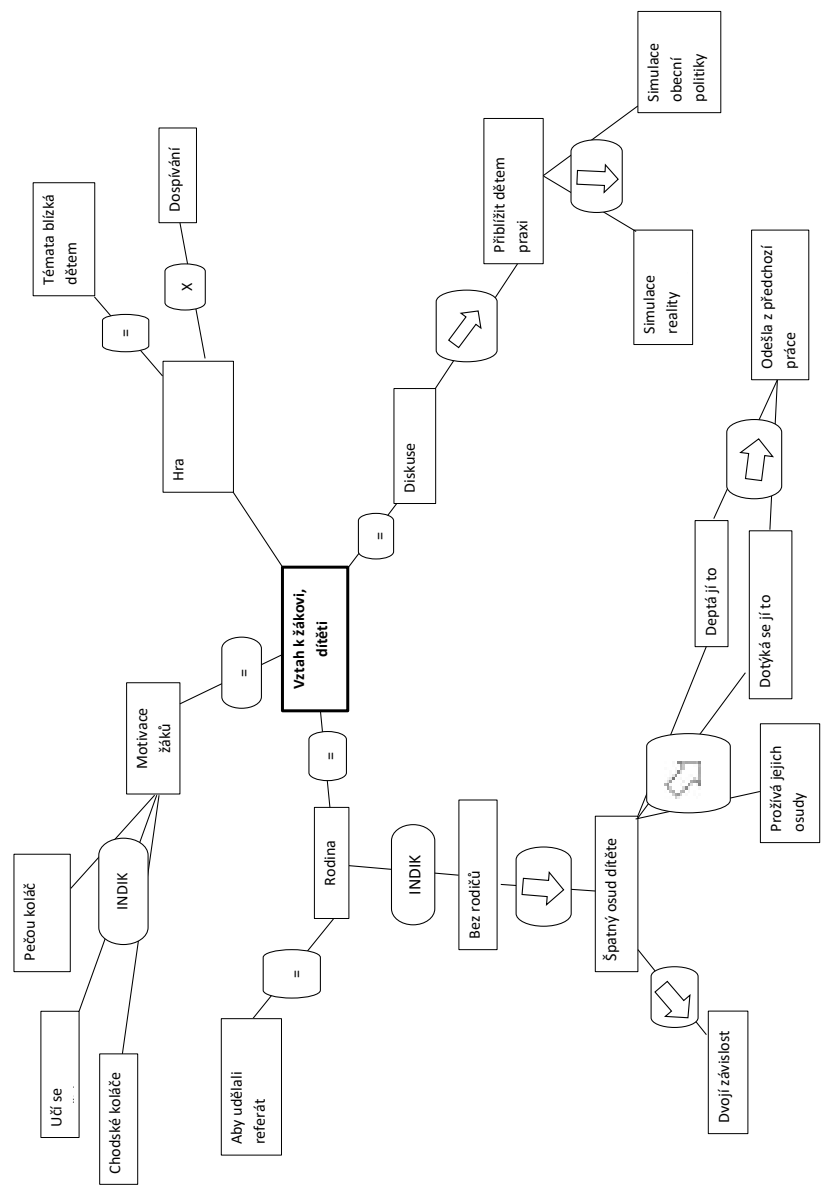 Témata blízká
dětem
Dospívání
=
X
Hra
Simulace
obecní
politiky
Přiblížit dětem
praxi
Simulace
reality
Diskuse
=
Vztah k žákovi,
dítěti
=
Motivace
žáků
Pečou koláč
INDIK
Učí se
Chodské koláče
=
Rodina
=
Aby udělali
referát
INDIK
Bez rodičů
Špatný osud dítěte
Dvojí závislost
Prožívá jejich
osudy
Dotýká se jí to
Deptá jí to
Odešla z předchozí
práce